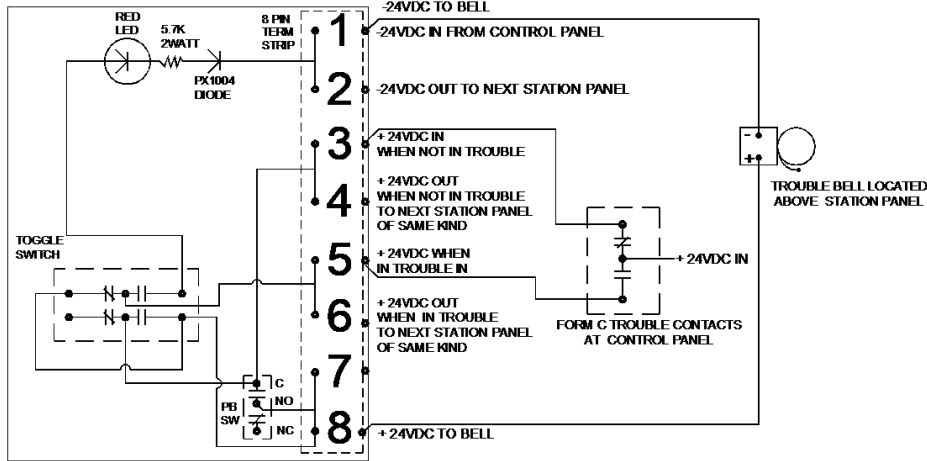 -24VDC TO BELL
RED
LED
5.7K
2WATT
PX1004
DIODE
8 PIN
TERM
STRIP
1
-24VDC IN FROM CONTROL PANEL
2
-24VDC OUT TO NEXT STATION PANEL
3
+ 24VDC IN
WHEN NOT IN TROUBLE
4
+ 24VDC OUT
WHEN NOT IN TROUBLE
TO NEXT STATION PANEL
OF SAME KIND
5
+ 24VDC WHEN
IN TROUBLE IN
6
+ 24VDC OUT
WHEN IN TROUBLE
TO NEXT STATION PANEL
OF SAME KIND
7
8
+ 24VDC TO BELL
TOGGLE
SWITCH
C
NO
PB
SW
NC
-
+
TROUBLE BELL LOCATED
ABOVE STATION PANEL
+ 24VDC IN
FORM C TROUBLE CONTACTS
AT CONTROL PANEL